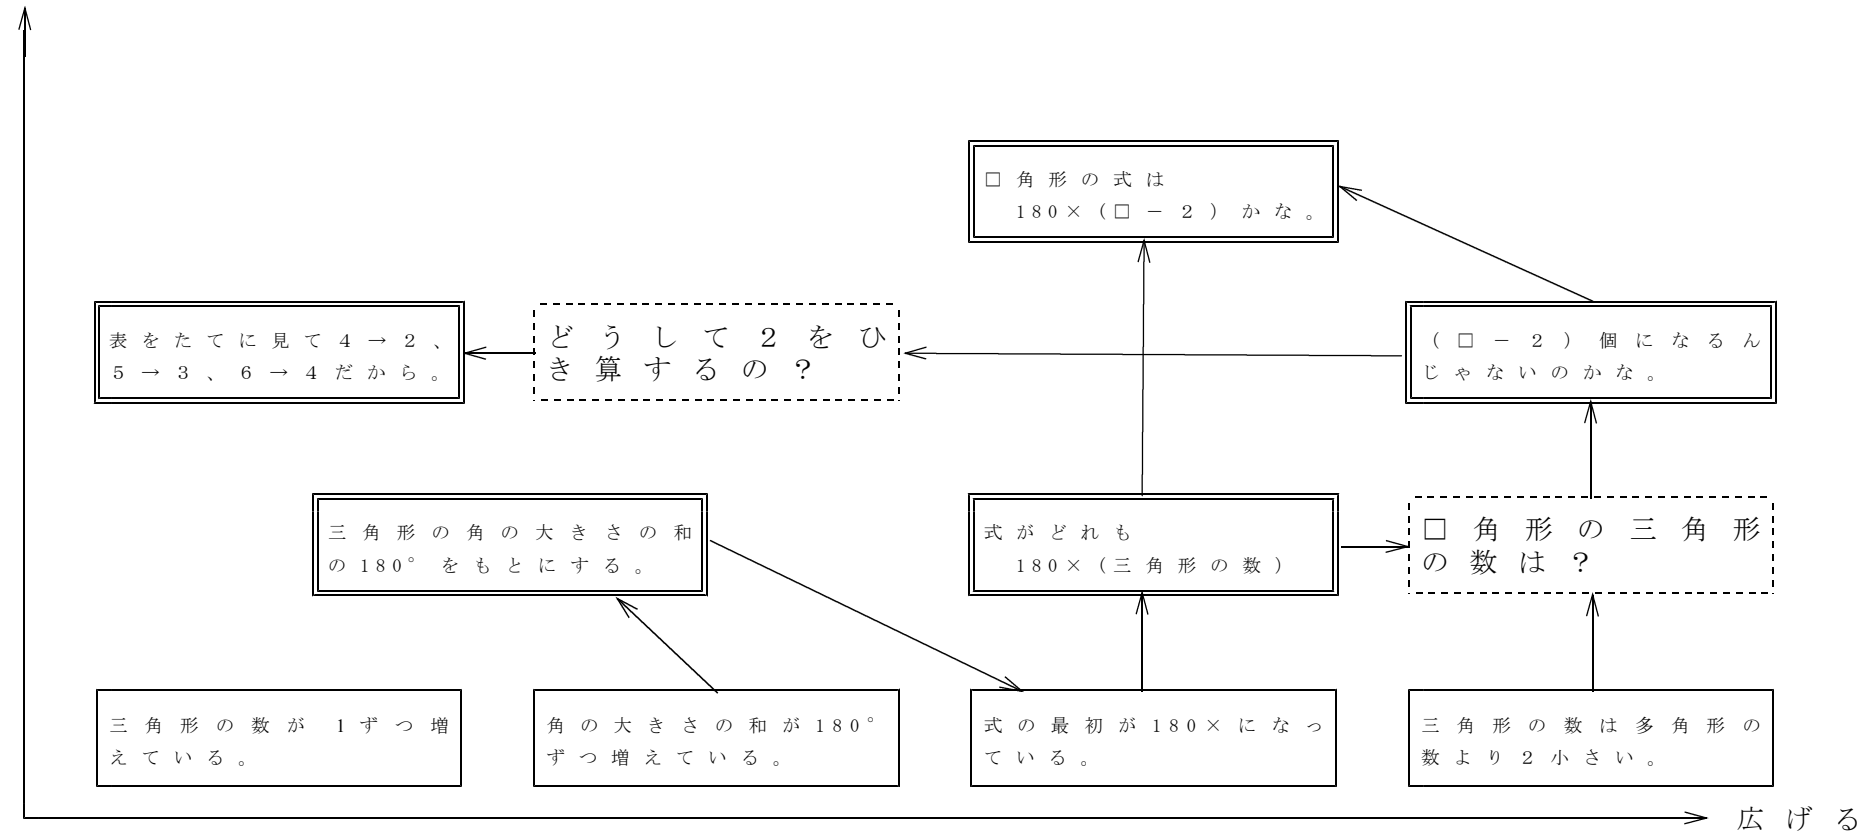 □角形の式は
180×(□－2)かな。
表をたてに見て4→2、
5→3、6→4だから。
どうして2をひ
き算するの?
(□－2)個になるん
じゃないのかな。
三角形の角の大きさの和
の180°をもとにする。
式がどれも
180×(三角形の数)
□角形の三角形
の数は?
三角形の数が 1ずつ増
えている。
角の大きさの和が180°
ずつ増えている。
式の最初が180×になっ
ている。
三角形の数は多角形の
数より2小さい。
広げる